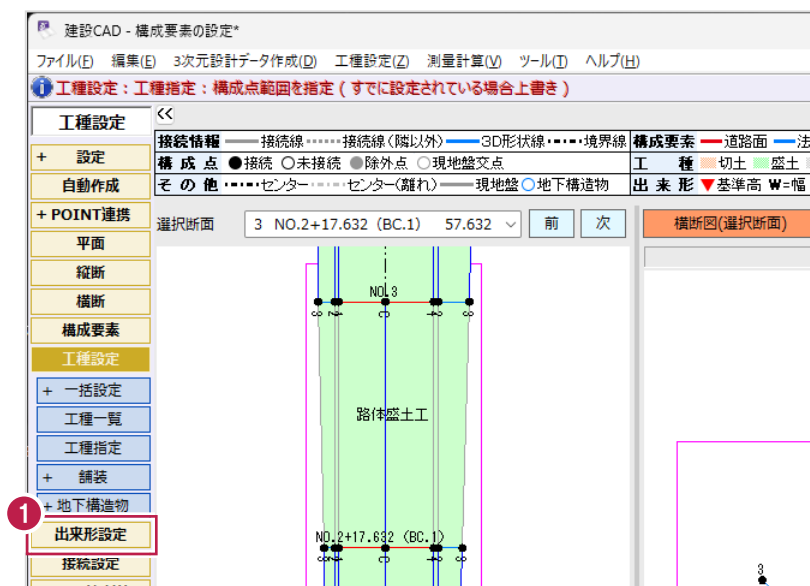 建設CAD - 構成要素の設定*
ファイル(F) 編集(E) 3次元設計データ作成(D) 工種設定(Z) 測量計算(V) ツール(T) ヘルプ(H)
工種設定：工種指定：構成点範囲を指定(すでに設定されている場合上書き)
工種設定
+ 設定
自動作成
+ POINT連携
平面
縦断
横断
構成要素
工種設定
+ 一括設定
工種一覧
工種指定
+ 舗装
+ 地下構造物
1
出来形設定
接続設定
<<
接続情報 接続線 接続線(隣以外) 3D形状線 境界線 構成要素 道路面 法
構成点 ●接続 ○未接続 ●除外点 ○現地盤交点 工種 切土 盛土
その他 センター センター(離れ) 現地盤 ○地下構造物 出来形 ▼基準高 W=幅
選択断面 3 NO.2+17.632 (BC.1) 57.632 前 次 横断図(選択断面)
NO.3
3 2 4 C 4 2 3
路体盛土工
NO.2+17.632 (BC.1)
C
3